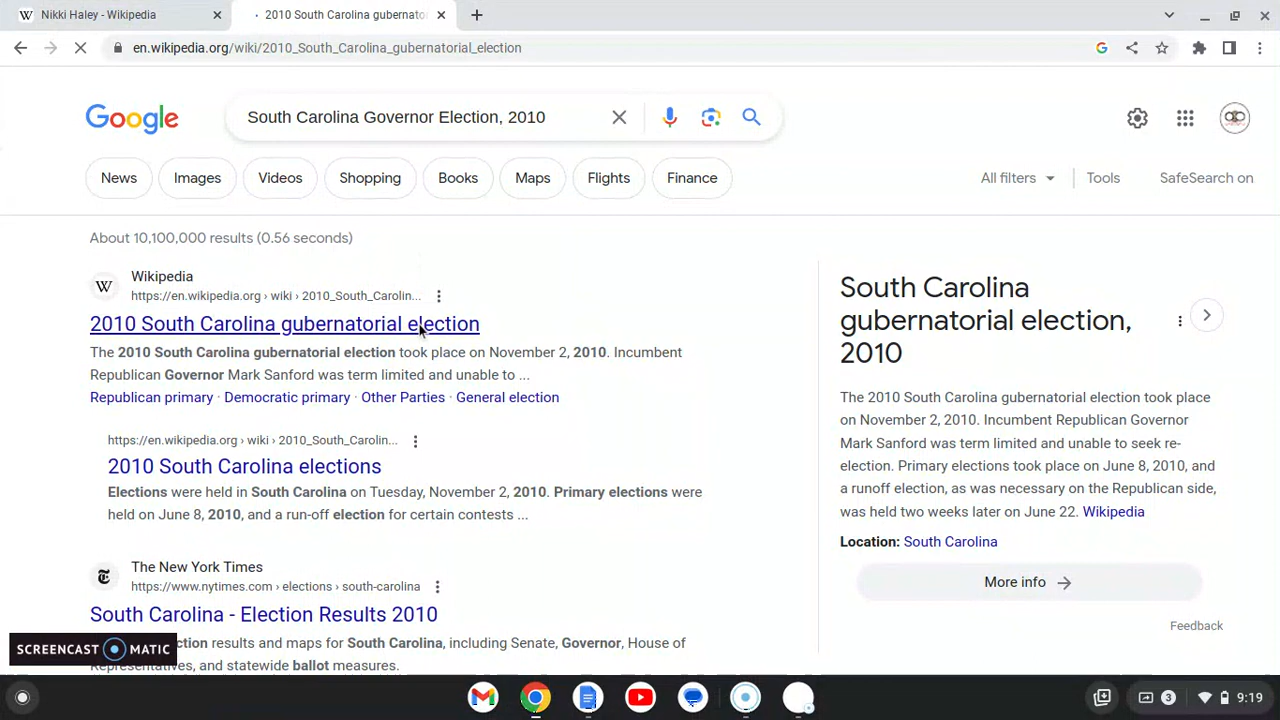 Nikki Haley - Wikipedia
2010 South Carolina gubernato
en.wikipedia.org/wiki/2010_South_Carolina_gubernatorial_election
Google
South Carolina Governor Election, 2010
News
Images
Videos
Shopping
Books
Maps
Flights
Finance
All filters
Tools
SafeSearch on
About 10,100,000 results (0.56 seconds)
Wikipedia
https://en.wikipedia.org › wiki › 2010_South_Carolin...
2010 South Carolina gubernatorial election
The 2010 South Carolina gubernatorial election took place on November 2, 2010. Incumbent
Republican Governor Mark Sanford was term limited and unable to ...
Republican primary · Democratic primary · Other Parties · General election
https://en.wikipedia.org › wiki › 2010_South_Carolin...
2010 South Carolina elections
Elections were held in South Carolina on Tuesday, November 2, 2010. Primary elections were
held on June 8, 2010, and a run-off election for certain contests ...
The New York Times
https://www.nytimes.com › elections › south-carolina
South Carolina - Election Results 2010
ction results and maps for South Carolina, including Senate, Governor, House of
Representatives, and statewide ballot measures.
South Carolina
gubernatorial election,
2010
The 2010 South Carolina gubernatorial election took place
on November 2, 2010. Incumbent Republican Governor
Mark Sanford was term limited and unable to seek re-
election. Primary elections took place on June 8, 2010, and
a runoff election, as was necessary on the Republican side,
was held two weeks later on June 22. Wikipedia
Location: South Carolina
More info
Feedback
SCREENCAST MATIC
3
9:19